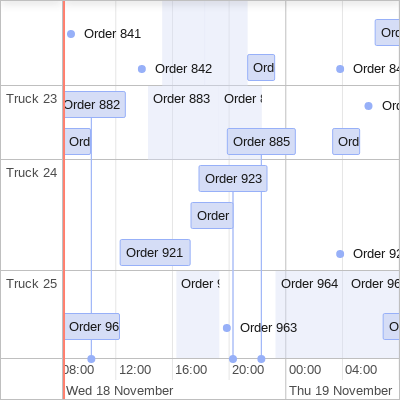 Order 841
Order 842
Truck 23
Order 882
Order 883
Order 885
Truck 24
Order 923
Order
Order 921
Truck 25
Order 964
Order
Order 963
08:00 12:00 16:00 20:00 00:00 04:00
Wed 18 November Thu 19 November